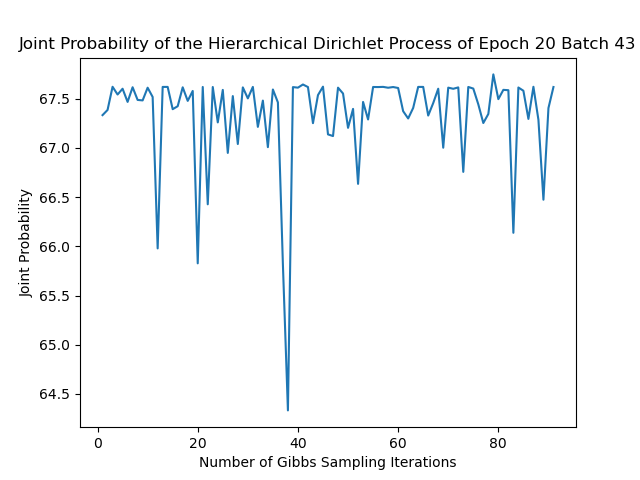 Joint Probability of the Hierarchical Dirichlet Process of Epoch 20 Batch 43
67.5
67.0
66.5
66.0
65.5
65.0
64.5
Joint Probability
0 20 40 60 80
Number of Gibbs Sampling Iterations